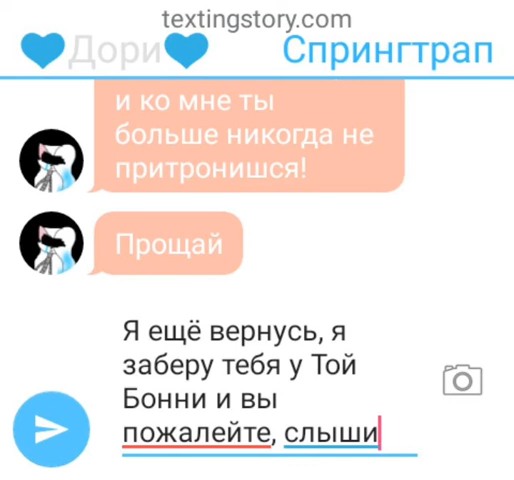 textingstory.com
Дори Спрингтрап
и ко мне ты
больше никогда не
притронишся!
Прощай
Я ещё вернусь, я
заберу тебя у Той
Бонни и вы
пожалейте, слыши